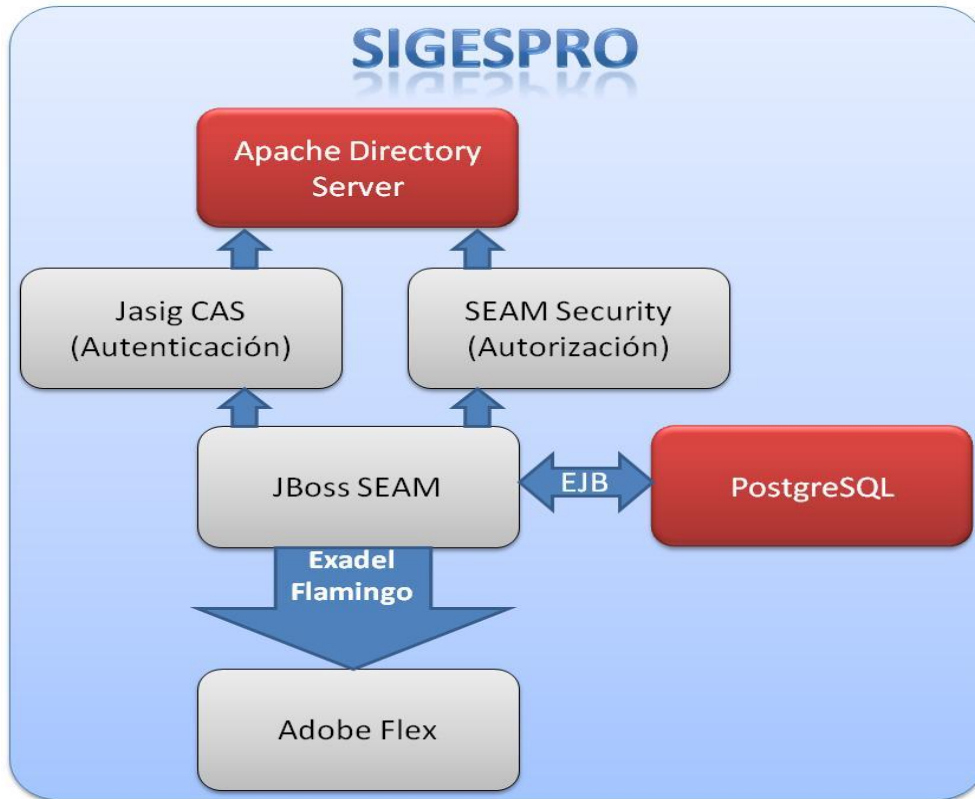 SIGESPRO
Apache Directory
Server
Jasig CAS
(Autenticación)
SEAM Security
(Autorización)
JBoss SEAM
EJB
PostgreSQL
Exadel
Flamingo
Adobe Flex